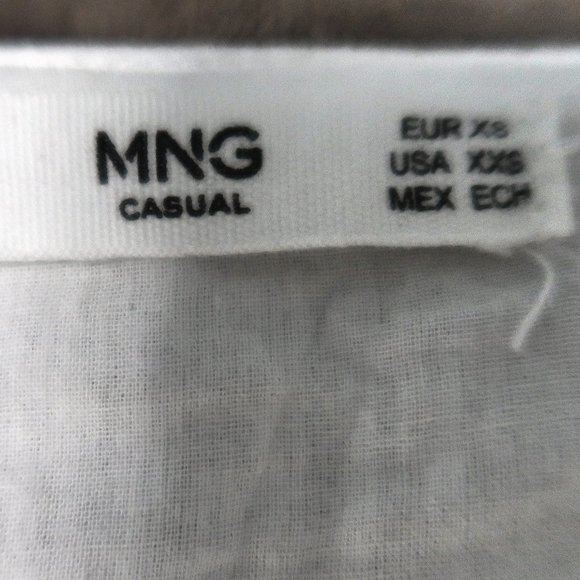 MNG
CASUAL
EUR XS
USA XXS
MEX ECH